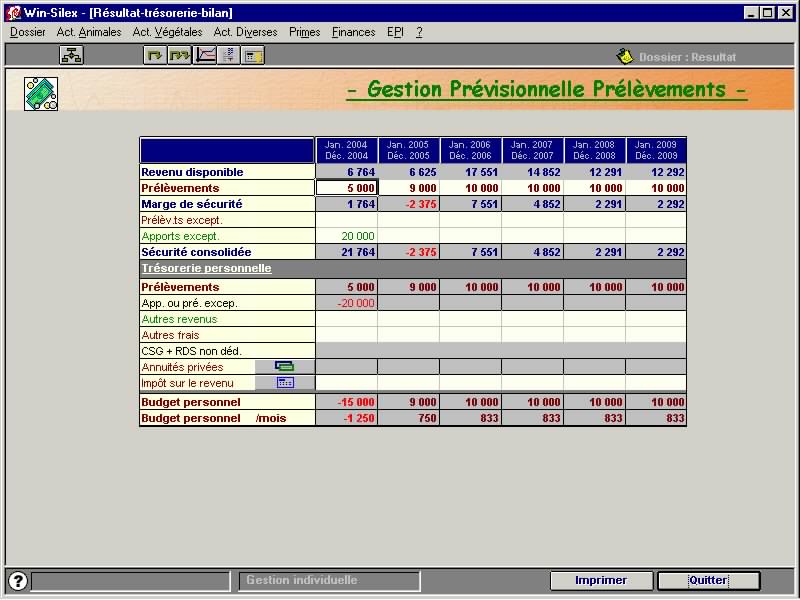 Win-Silex - [Résultat-trésorerie-bilan]
Dossier Act. Animales Act. Végétales Act. Diverses Primes Finances EPI ?
Dossier : Resultat
- Gestion Prévisionnelle Prélèvements -
Jan. 2004 Jan. 2005 Jan. 2006 Jan. 2007 Jan. 2008 Jan. 2009
Déc. 2004 Déc. 2005 Déc. 2006 Déc. 2007 Déc. 2008 Déc. 2009
Revenu disponible 6 764 6 625 17 551 14 852 12 291 12 292
Prélèvements 5 000 9 000 10 000 10 000 10 000 10 000
Marge de sécurité 1 764 -2 375 7 551 4 852 2 291 2 292
Prélèv.ts except.
Apports except. 20 000
Sécurité consolidée 21 764 -2 375 7 551 4 852 2 291 2 292
Trésorerie personnelle
Prélèvements 5 000 9 000 10 000 10 000 10 000 10 000
App. ou pré. excep. -20 000
Autres revenus
Autres frais
CSG + RDS non déd.
Annuités privées
Impôt sur le revenu
Budget personnel -15 000 9 000 10 000 10 000 10 000 10 000
Budget personnel /mois -1 250 750 833 833 833 833
? Gestion individuelle Imprimer Quitter